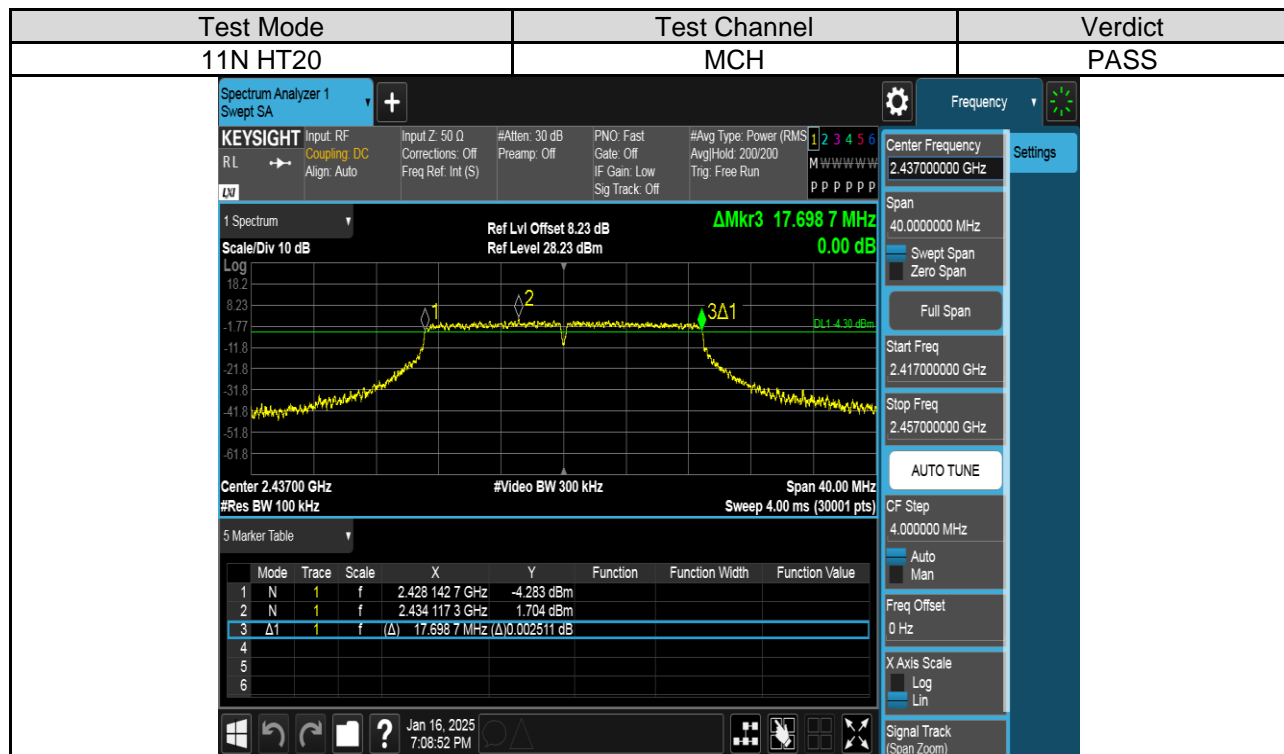 Test Mode Test Channel Verdict
11N HT20 MCH PASS
Spectrum Analyzer 1
Swept SA
Frequency
KEYSIGHT Input: RF Input Z: 50 Ω #Atten: 30 dB PNO: Fast #Avg Type: Power (RMS 1 2 3 4 5 6
RL Coupling: DC Corrections: Off Preamp: Off Gate: Off Avg|Hold: 200/200 M W W W W W
Align: Auto Freq Ref: Int (S) IF Gain: Low Trig: Free Run
LXI Sig Track: Off P P P P P P
Center Frequency
2.437000000 GHz
Settings
Span
40.0000000 MHz
Swept Span
Zero Span
Full Span
Start Freq
2.417000000 GHz
Stop Freq
2.457000000 GHz
AUTO TUNE
CF Step
4.000000 MHz
Auto
Man
Freq Offset
0 Hz
X Axis Scale
Log
Lin
Signal Track
(Span Zoom)
1 Spectrum
Ref Lvl Offset 8.23 dB ΔMkr3 17.698 7 MHz
Scale/Div 10 dB Ref Level 28.23 dBm 0.00 dB
Log
18.2
8.23
-1.77
-11.8
-21.8
-31.8
-41.8
-51.8
-61.8
1
2
3Δ1
DL1 -4.30 dBm
Center 2.43700 GHz #Video BW 300 kHz Span 40.00 MHz
#Res BW 100 kHz Sweep 4.00 ms (30001 pts)
5 Marker Table
Mode Trace Scale X Y Function Function Width Function Value
1 N 1 f 2.428 142 7 GHz -4.283 dBm
2 N 1 f 2.434 117 3 GHz 1.704 dBm
3 Δ1 1 f (Δ) 17.698 7 MHz (Δ)0.002511 dB
4
5
6
?
Jan 16, 2025
7:08:52 PM